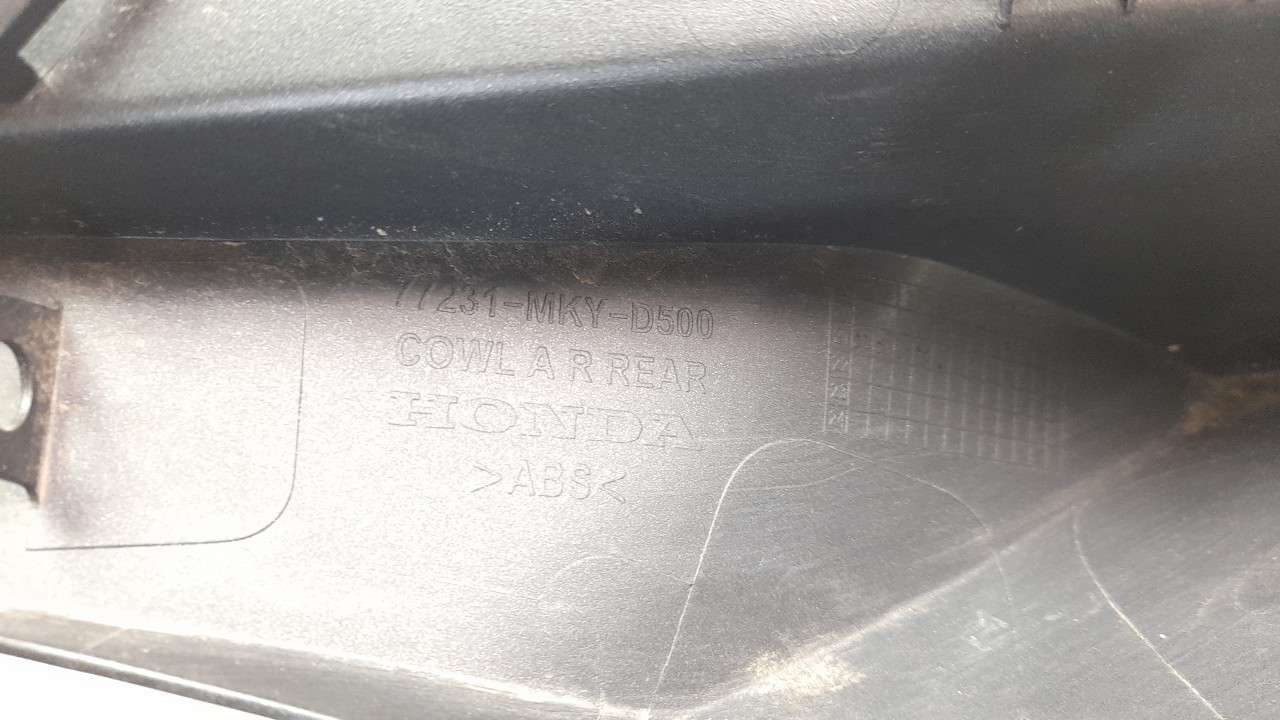 77231-MKY-D500
COWL A R REAR
HONDA
>ABS<